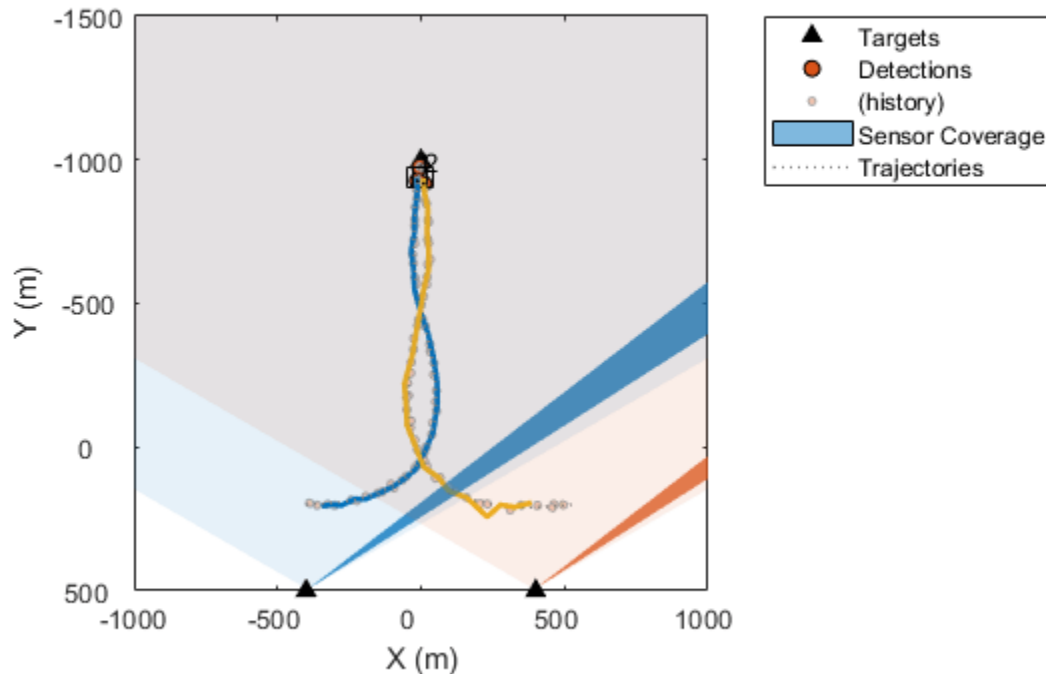 -1500
-1000
-500
0
500
Y (m)
-1000
-500
0
500
1000
X (m)
Targets
Detections
(history)
Sensor Coverage
Trajectories